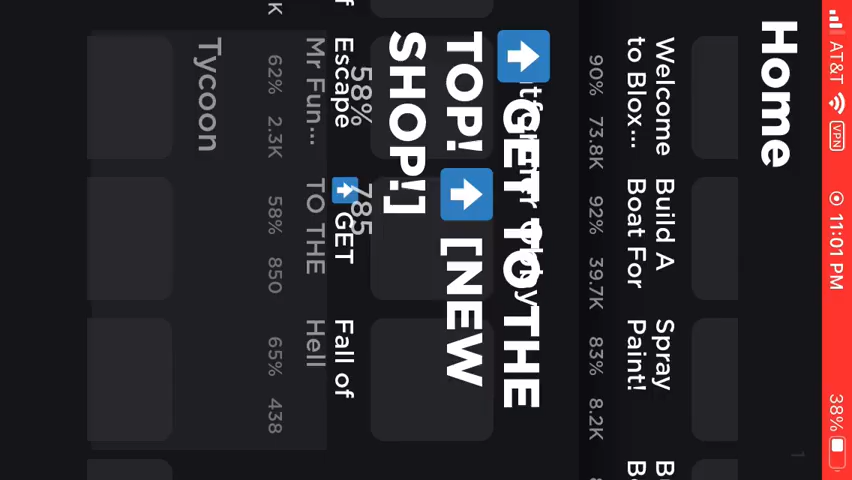 AT&T VPN 11:01 PM 38%
Home
1
Welcome to Blox...
90% 73.8K
Build A Boat For
92% 39.7K
Spray Paint!
83% 8.2K
⬆️ GET TO THE
TOP! ⬆️ [NEW
SHOP!]
58% 785
Escape
Mr Fun...
62% 2.3K
⬆️ GET
TO THE
58% 850
Fall of
Hell
65% 438
Tycoon